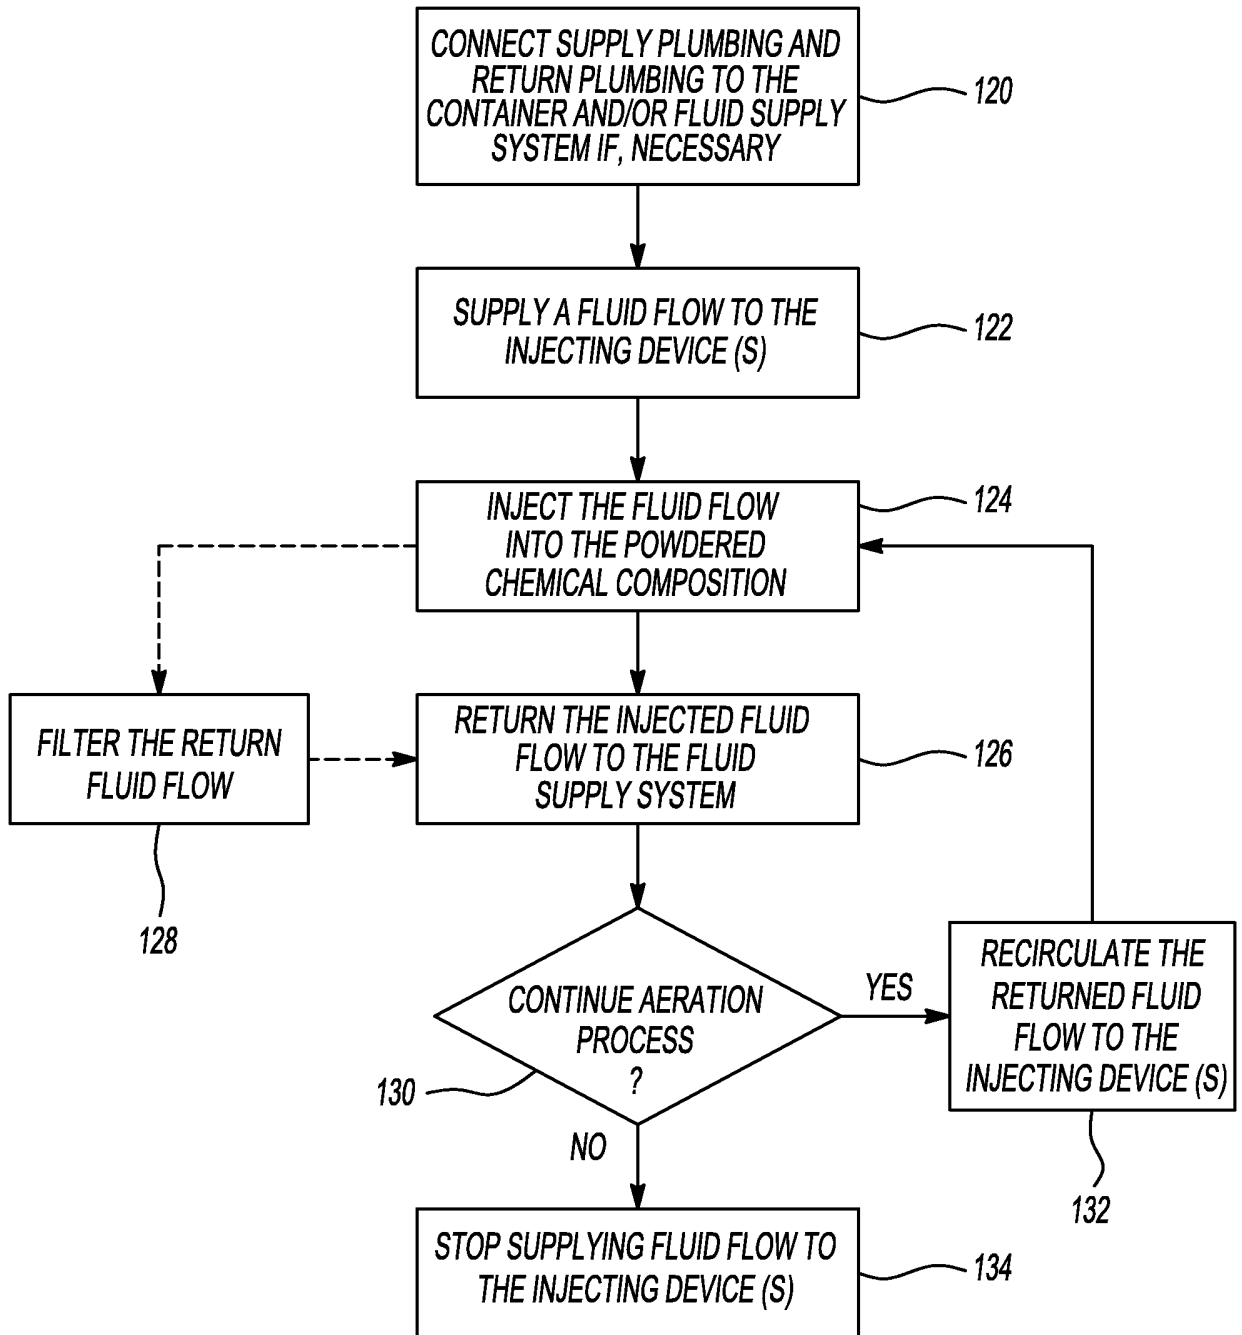 CONNECT SUPPLY PLUMBING AND
RETURN PLUMBING TO THE
CONTAINER AND/OR FLUID SUPPLY
SYSTEM IF, NECESSARY
120
SUPPLY A FLUID FLOW TO THE
INJECTING DEVICE (S)
122
INJECT THE FLUID FLOW
INTO THE POWDERED
CHEMICAL COMPOSITION
124
FILTER THE RETURN
FLUID FLOW
128
RETURN THE INJECTED FLUID
FLOW TO THE FLUID
SUPPLY SYSTEM
126
CONTINUE AERATION
PROCESS
?
130
YES
RECIRCULATE THE
RETURNED FLUID
FLOW TO THE
INJECTING DEVICE (S)
132
NO
STOP SUPPLYING FLUID FLOW TO
THE INJECTING DEVICE (S)
134